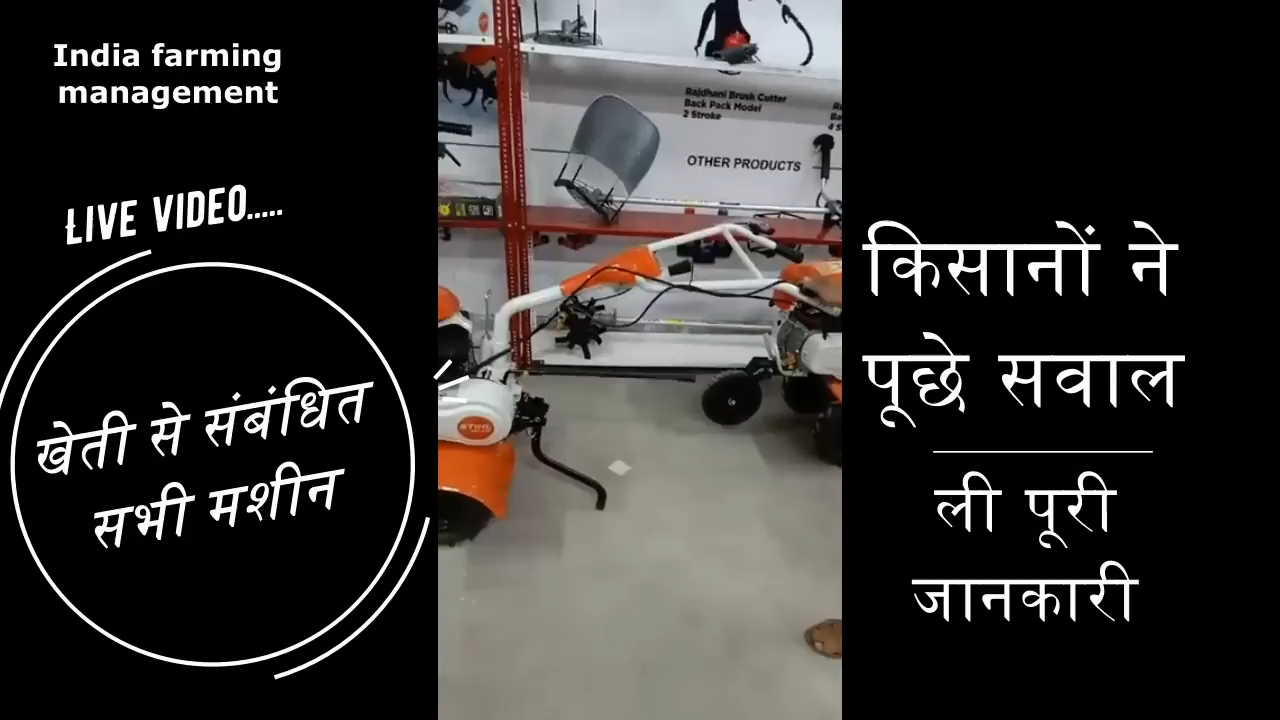 India farming
management
LIVE VIDEO.....
खेती से संबंधित
सभी मशीन
Rajdhani Brush Cutter
Back Pack Model
2 Stroke
OTHER PRODUCTS
STIHL
किसानों ने
पूछे सवाल
ली पूरी
जानकारी